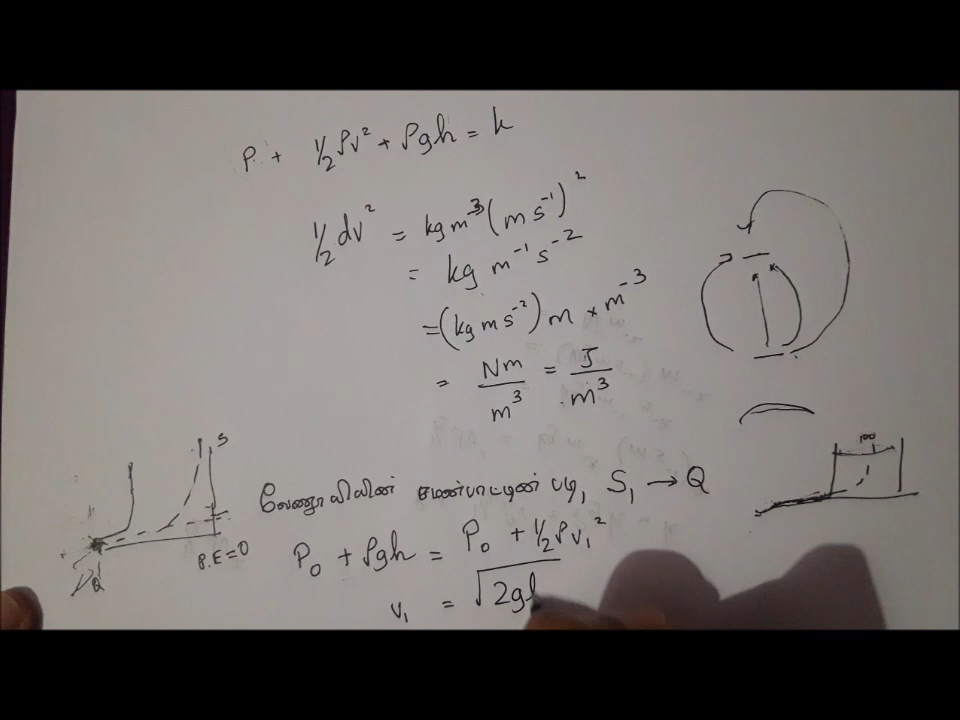 P + ½ρv² + ρgh = k
½dv² = kg m⁻³ (m s⁻¹)²
= kg m⁻¹ s⁻²
= (kg m s⁻²) m × m⁻³
= Nm/m³ = J/m³
S
Q
P.E = 0
100
சமன்பாட்டின் படி, S₁ → Q
P₀ + ρgh = P₀ + ½ρv₁²
v₁ = √2g